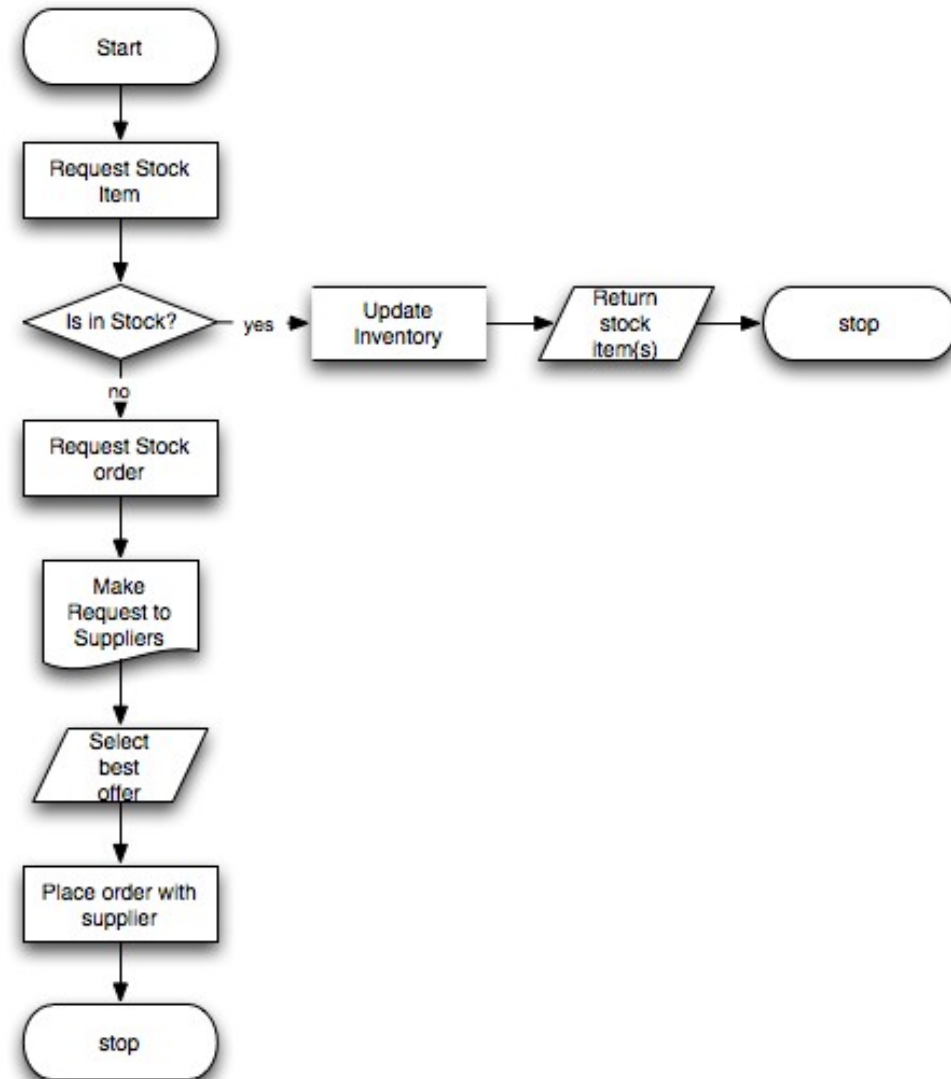 Start
Request Stock
Item
Is in Stock?
yes
Update
Inventory
Return
stock
item(s)
stop
no
Request Stock
order
Make
Request to
Suppliers
Select
best
offer
Place order with
supplier
stop